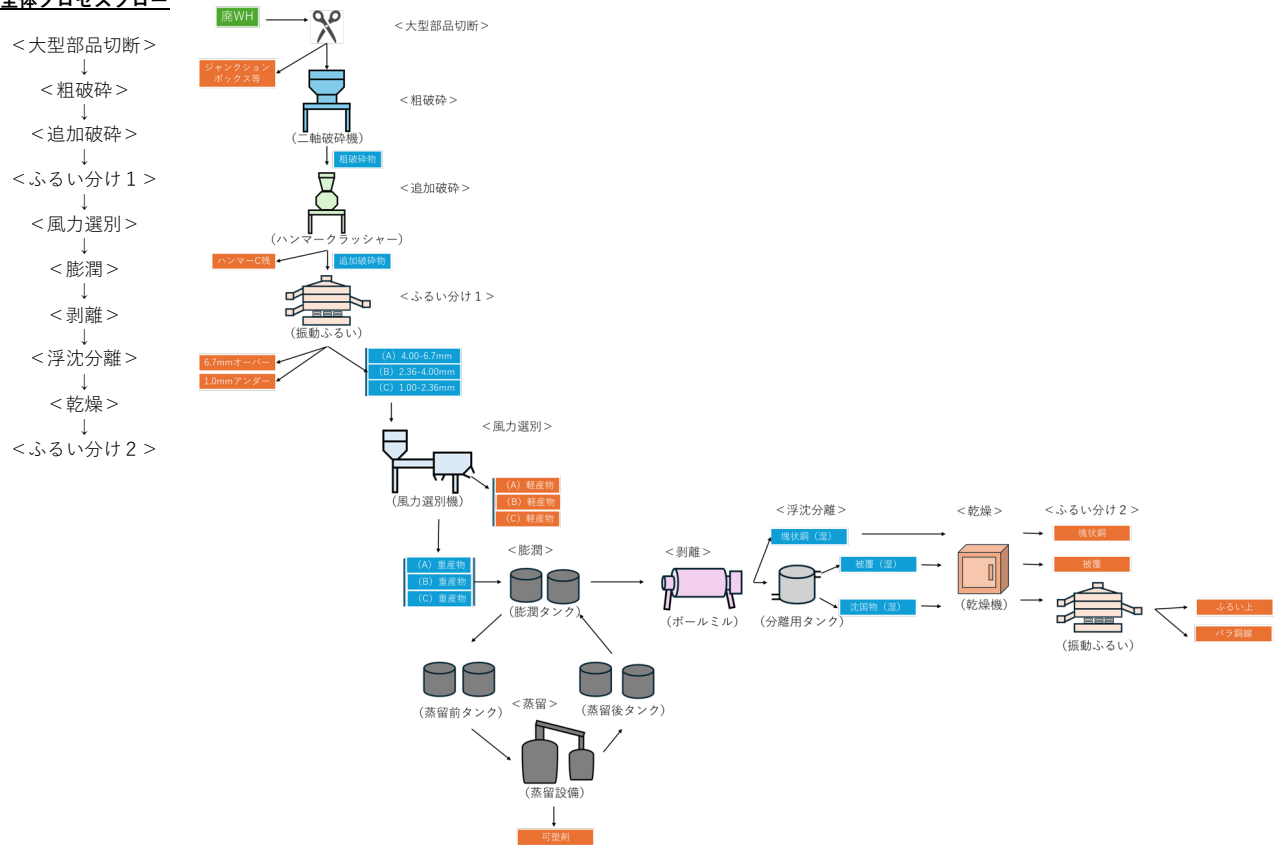 全体プロセスフロー
＜大型部品切断＞
↓
＜粗破砕＞
↓
＜追加破砕＞
↓
＜ふるい分け１＞
↓
＜風力選別＞
↓
＜膨潤＞
↓
＜剥離＞
↓
＜浮沈分離＞
↓
＜乾燥＞
↓
＜ふるい分け２＞
廃WH
＜大型部品切断＞
ジャンクション
ボックス等
＜粗破砕＞
（二軸破砕機）
粗破砕物
＜追加破砕＞
（ハンマークラッシャー）
ハンマーC残
追加破砕物
＜ふるい分け１＞
（振動ふるい）
6.7mmオーバー
1.0mmアンダー
（A）4.00-6.7mm
（B）2.36-4.00mm
（C）1.00-2.36mm
＜風力選別＞
（風力選別機）
（A）軽産物
（B）軽産物
（C）軽産物
（A）重産物
（B）重産物
（C）重産物
＜膨潤＞
（膨潤タンク）
＜剥離＞
（ボールミル）
＜浮沈分離＞
塊状銅（湿）
被覆（湿）
沈国物（湿）
（分離用タンク）
＜乾燥＞
（乾燥機）
＜ふるい分け２＞
塊状銅
被覆
（振動ふるい）
ふるい上
バラ銅線
（蒸留前タンク）
＜蒸留＞
（蒸留後タンク）
（蒸留設備）
可塑剤